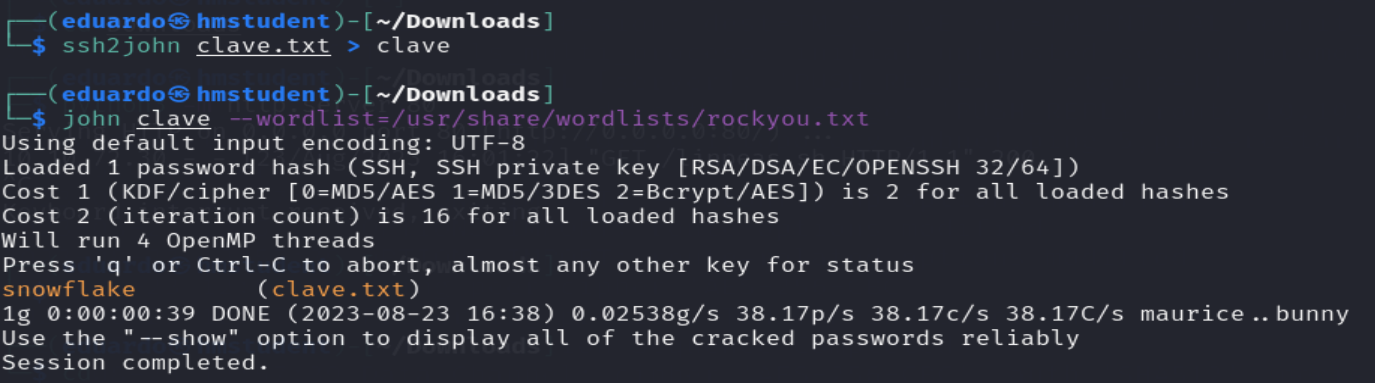 ┌──(eduardo㉿hmstudent)-[~/Downloads]
└─$ ssh2john clave.txt > clave
┌──(eduardo㉿hmstudent)-[~/Downloads]
└─$ john clave --wordlist=/usr/share/wordlists/rockyou.txt
Using default input encoding: UTF-8
Loaded 1 password hash (SSH, SSH private key [RSA/DSA/EC/OPENSSH 32/64])
Cost 1 (KDF/cipher [0=MD5/AES 1=MD5/3DES 2=Bcrypt/AES]) is 2 for all loaded hashes
Cost 2 (iteration count) is 16 for all loaded hashes
Will run 4 OpenMP threads
Press 'q' or Ctrl-C to abort, almost any other key for status
snowflake        (clave.txt)
1g 0:00:00:39 DONE (2023-08-23 16:38) 0.02538g/s 38.17p/s 38.17c/s 38.17C/s maurice..bunny
Use the "--show" option to display all of the cracked passwords reliably
Session completed.